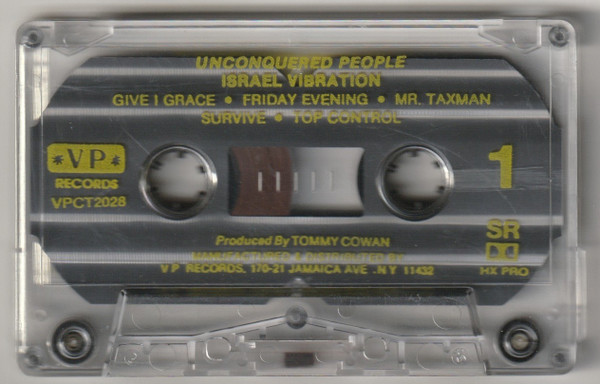 UNCONQUERED PEOPLE
ISRAEL VIBRATION
GIVE I GRACE • FRIDAY EVENING • MR. TAXMAN
SURVIVE • TOP CONTROL
VP
RECORDS
VPCT2028
1
SR
HX PRO
Produced By TOMMY COWAN
MANUFACTURED & DISTRIBUTED BY
V P RECORDS, 170-21 JAMAICA AVE .N Y 11432